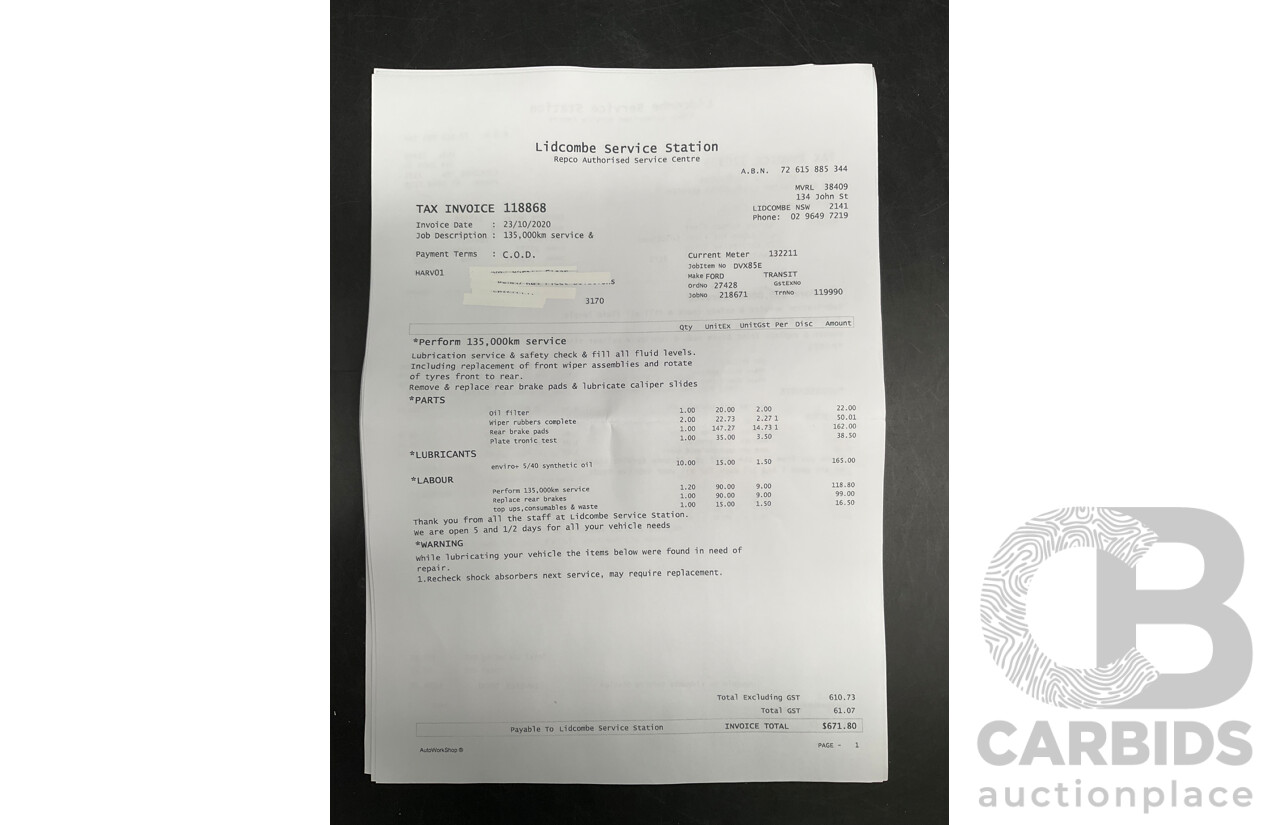 Lidcombe Service Station
Repco Authorised Service Centre
A.B.N. 72 615 885 344
MVRL 38409
134 John St
LIDCOMBE NSW 2141
Phone: 02 9649 7219
TAX INVOICE 118868
Invoice Date : 23/10/2020
Job Description : 135,000km service &
Payment Terms : C.O.D.
HARV01
3170
Current Meter 132211
JobItem No DVX85E
Make FORD TRANSIT
OrdNo 27428 GstExNo
JobNo 218671 TrnNo 119990
Qty UnitEx UnitGst Per Disc Amount
*Perform 135,000km service
Lubrication service & safety check & fill all fluid levels.
Including replacement of front wiper assemblies and rotate
of tyres front to rear.
Remove & replace rear brake pads & lubricate caliper slides
*PARTS
Oil filter 1.00 20.00 2.00 22.00
Wiper rubbers complete 2.00 22.73 2.27 1 50.01
Rear brake pads 1.00 147.27 14.73 1 162.00
Plate tronic test 1.00 35.00 3.50 38.50
*LUBRICANTS
enviro+ 5/40 synthetic oil 10.00 15.00 1.50 165.00
*LABOUR
Perform 135,000km service 1.20 90.00 9.00 118.80
Replace rear brakes 1.00 90.00 9.00 99.00
top ups,consumables & waste 1.00 15.00 1.50 16.50
Thank you from all the staff at Lidcombe Service Station.
We are open 5 and 1/2 days for all your vehicle needs
*WARNING
While lubricating your vehicle the items below were found in need of
repair.
1.Recheck shock absorbers next service, may require replacement.
Total Excluding GST 610.73
Total GST 61.07
Payable To Lidcombe Service Station INVOICE TOTAL $671.80
AutoWorkShop ®
PAGE - 1
CB
CARBIDS
auctionplace